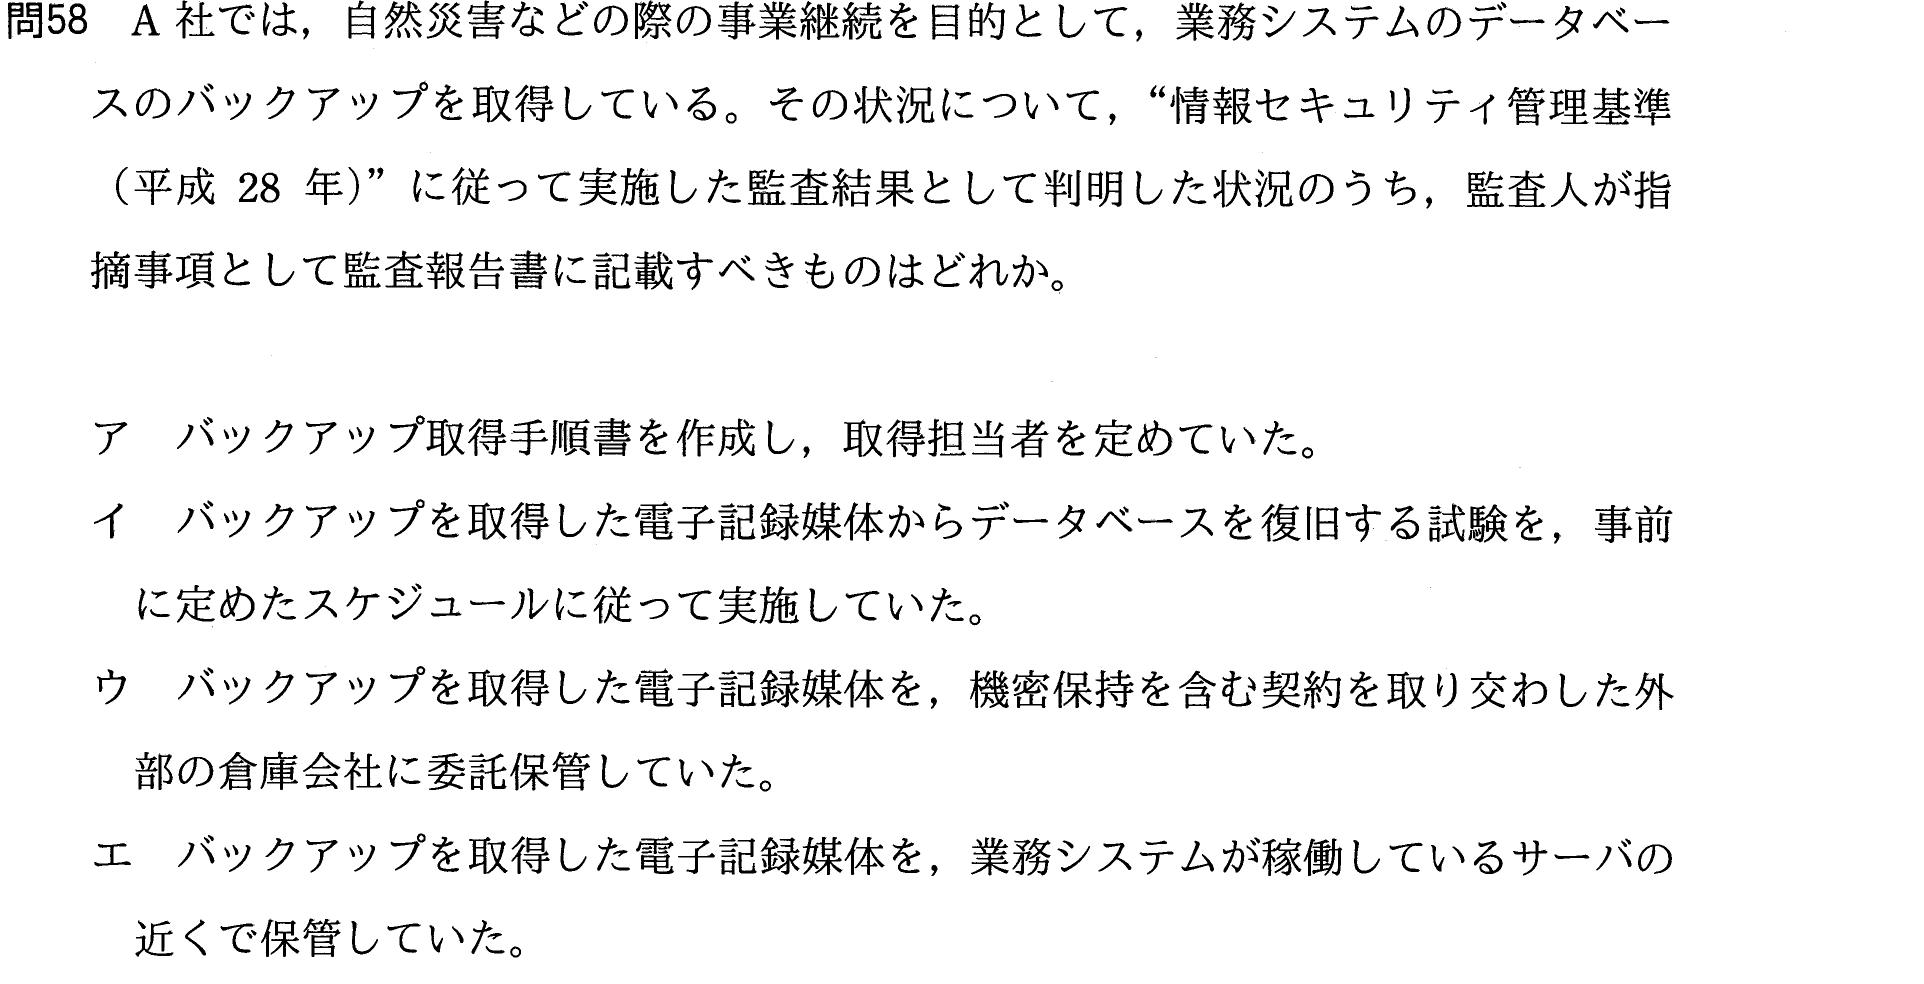 問58 A 社では，自然災害などの際の事業継続を目的として，業務システムのデータベー
スのバックアップを取得している。その状況について，“情報セキュリティ管理基準
（平成 28 年)”に従って実施した監査結果として判明した状況のうち，監査人が指
摘事項として監査報告書に記載すべきものはどれか。
ア バックアップ取得手順書を作成し，取得担当者を定めていた。
イ バックアップを取得した電子記録媒体からデータベースを復旧する試験を，事前
に定めたスケジュールに従って実施していた。
ウ バックアップを取得した電子記録媒体を，機密保持を含む契約を取り交わした外
部の倉庫会社に委託保管していた。
エ バックアップを取得した電子記録媒体を，業務システムが稼働しているサーバの
近くで保管していた。